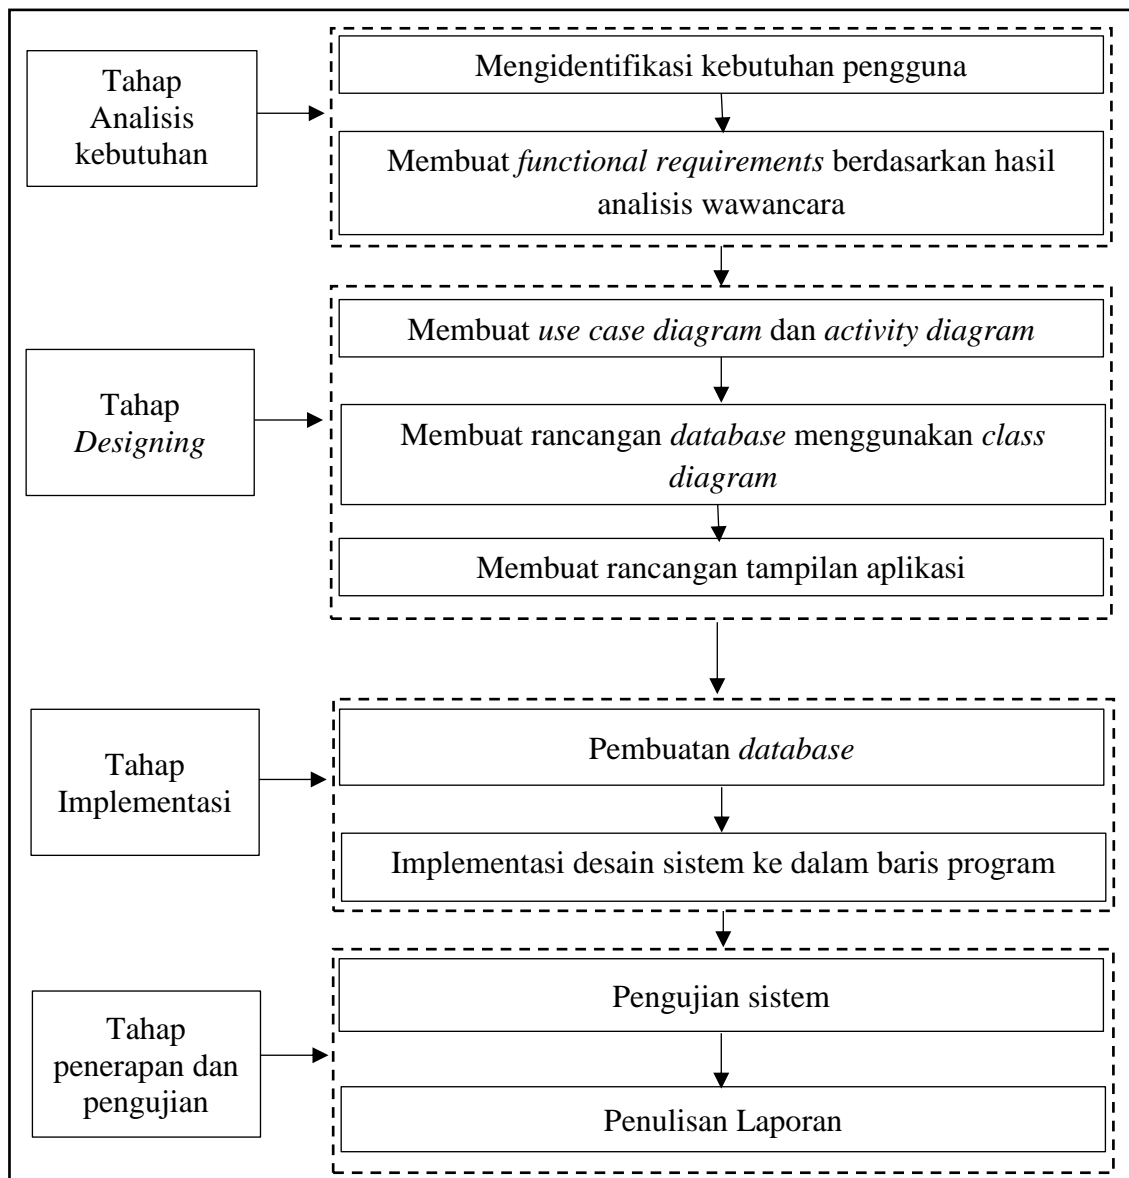 Tahap
Analisis
kebutuhan
Mengidentifikasi kebutuhan pengguna
Membuat functional requirements berdasarkan hasil
analisis wawancara
Tahap
Designing
Membuat use case diagram dan activity diagram
Membuat rancangan database menggunakan class
diagram
Membuat rancangan tampilan aplikasi
Tahap
Implementasi
Pembuatan database
Implementasi desain sistem ke dalam baris program
Tahap
penerapan dan
pengujian
Pengujian sistem
Penulisan Laporan